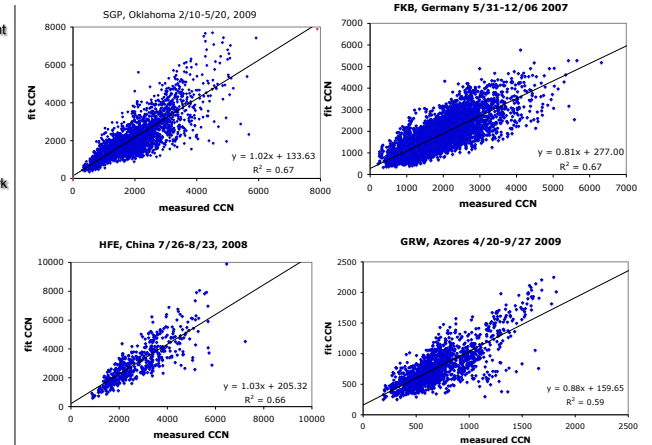 nt
rk
SGP, Oklahoma 2/10-5/20, 2009
8000
6000
4000
2000
0
fit CCN
y = 1.02x + 133.63
R² = 0.67
0 2000 4000 6000 8000
measured CCN
FKB, Germany 5/31-12/06 2007
7000
6000
5000
4000
3000
2000
1000
0
fit CCN
y = 0.81x + 277.00
R² = 0.67
0 1000 2000 3000 4000 5000 6000 7000
measured CCN
HFE, China 7/26-8/23, 2008
10000
8000
6000
4000
2000
0
fit CCN
y = 1.03x + 205.32
R² = 0.66
0 2000 4000 6000 8000 10000
measured CCN
GRW, Azores 4/20-9/27 2009
2500
2000
1500
1000
500
0
fit CCN
y = 0.88x + 159.65
R² = 0.59
0 500 1000 1500 2000 2500
measured CCN